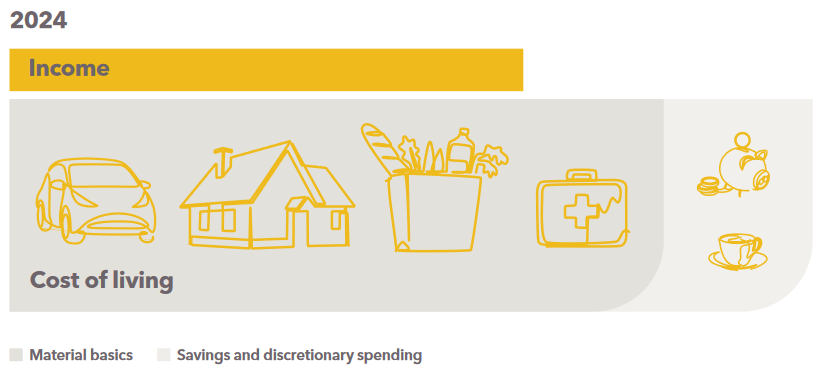 2024
Income
Cost of living
Material basics
Savings and discretionary spending